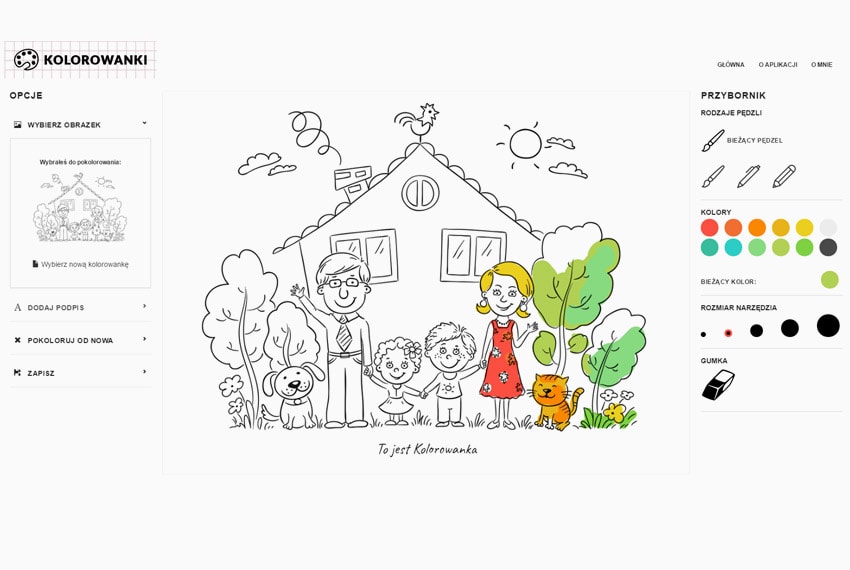 KOLOROWANKI
GŁÓWNA O APLIKACJI O MNIE
OPCJE
WYBIERZ OBRAZEK
Wybrałeś do pokolorowania:
Wybierz nową kolorowankę
DODAJ PODPIS
POKOLORUJ OD NOWA
ZAPISZ
To jest Kolorowanka
PRZYBORNIK
RODZAJE PĘDZLI
BIEŻĄCY PĘDZEL
KOLORY
BIEŻĄCY KOLOR:
ROZMIAR NARZĘDZIA
GUMKA